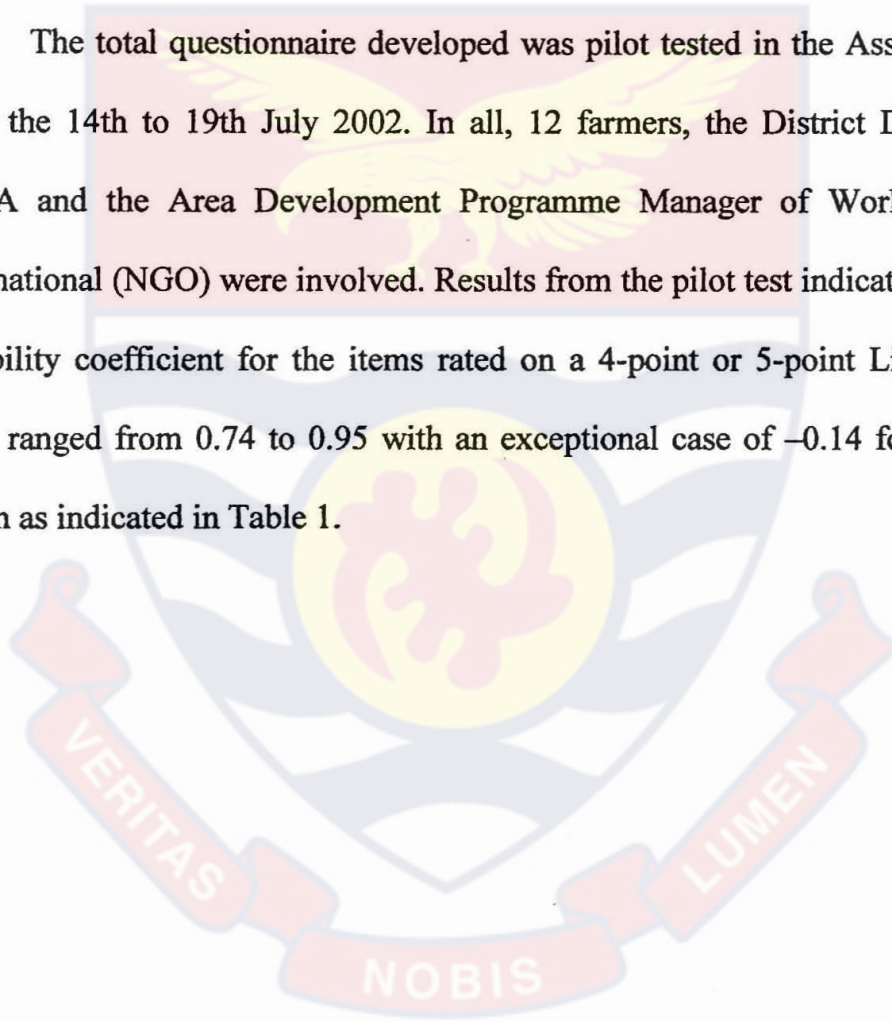 The total questionnaire developed was pilot tested in the Ass
the 14th to 19th July 2002. In all, 12 farmers, the District D
A and the Area Development Programme Manager of Worl
national (NGO) were involved. Results from the pilot test indicat
bility coefficient for the items rated on a 4-point or 5-point Li
ranged from 0.74 to 0.95 with an exceptional case of –0.14 fo
n as indicated in Table 1.
VERITAS
NOBIS
LUMEN